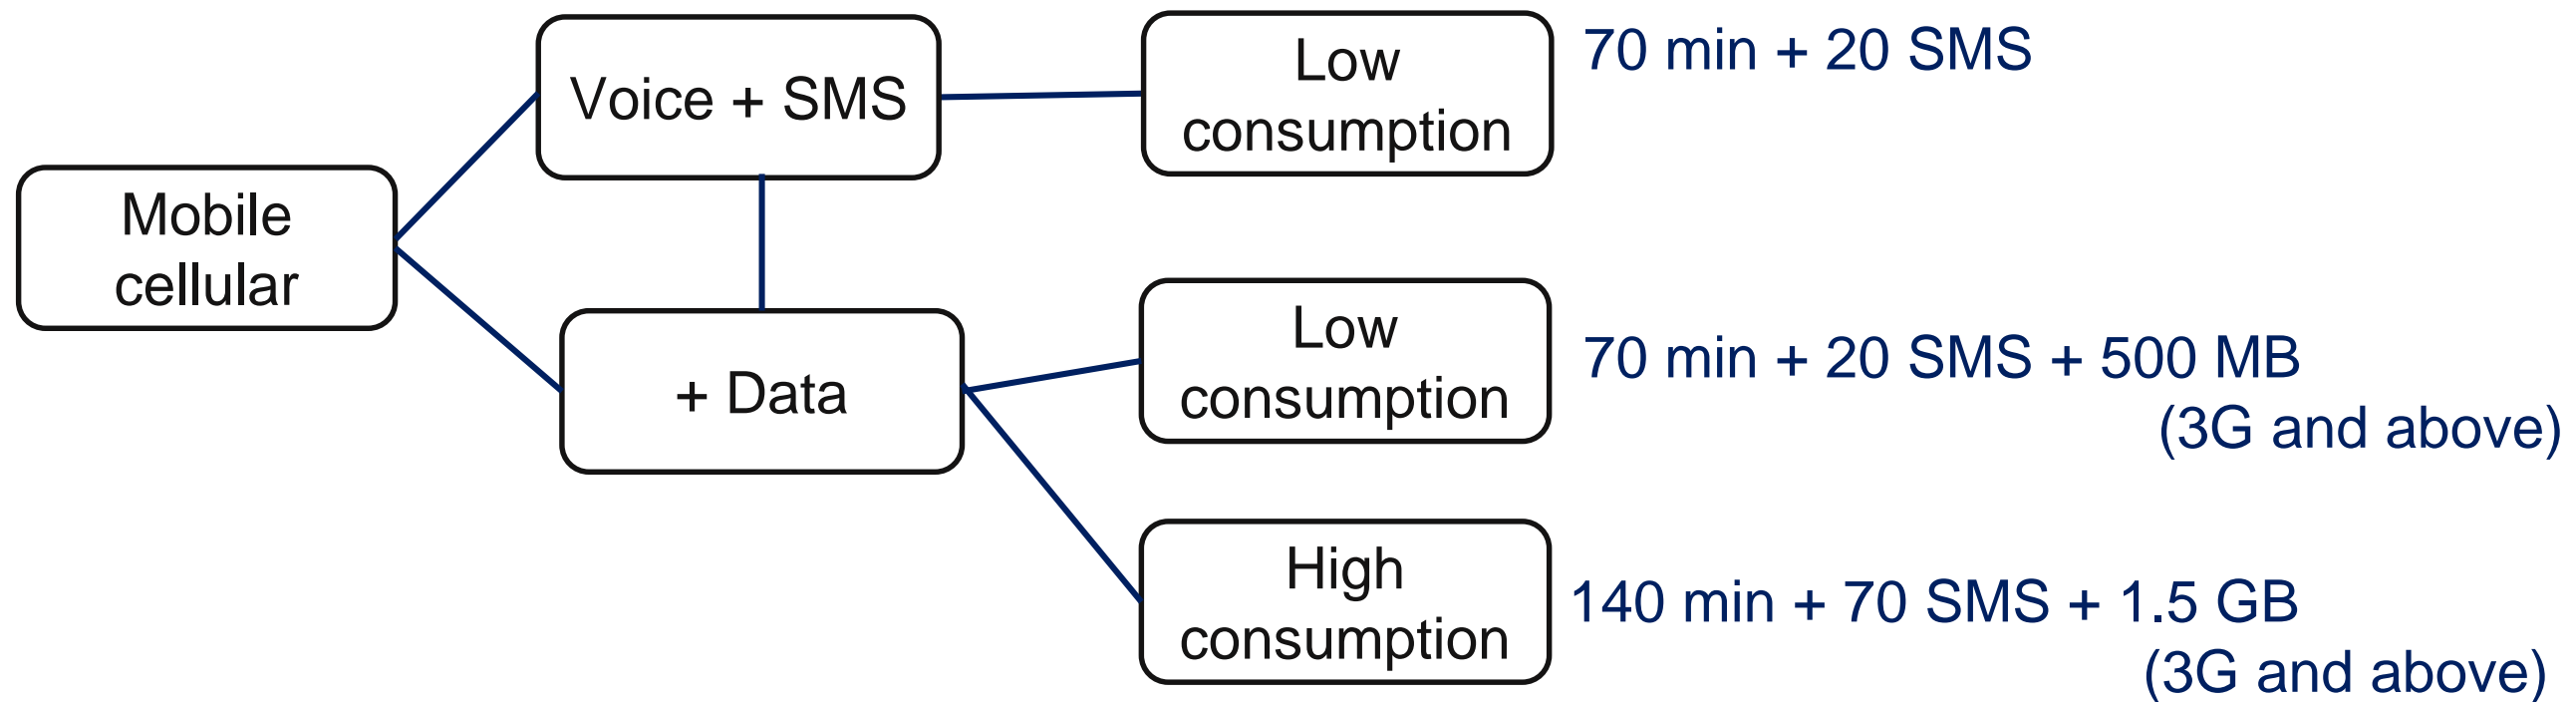 Mobile
cellular
Voice + SMS
Low
consumption
70 min + 20 SMS
+ Data
Low
consumption
70 min + 20 SMS + 500 MB
(3G and above)
High
consumption
140 min + 70 SMS + 1.5 GB
(3G and above)